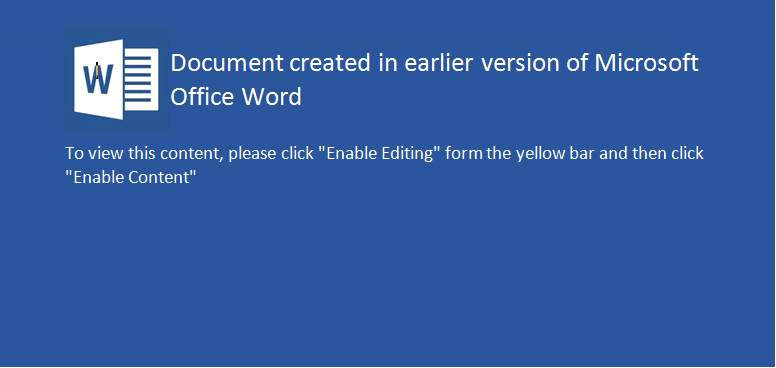 W
Document created in earlier version of Microsoft
Office Word
To view this content, please click "Enable Editing" form the yellow bar and then click
"Enable Content"